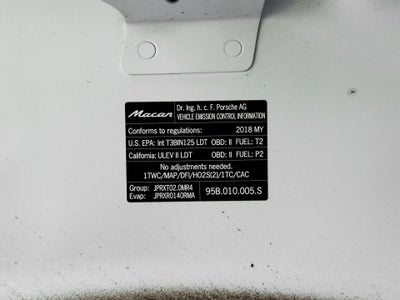 Macan
Dr. Ing. h. c. F. Porsche AG
VEHICLE EMISSION CONTROL INFORMATION
Conforms to regulations: 2018 MY
U.S. EPA: Int T3BIN125 LDT OBD: II FUEL: T2
California: ULEV II LDT OBD: II FUEL: P2
No adjustments needed.
1TWC/MAP/DFI/HO2S(2)/1TC/CAC
Group: JPRXT02.0MR4
Evap: JPRXR0140RMA
95B.010.005.S